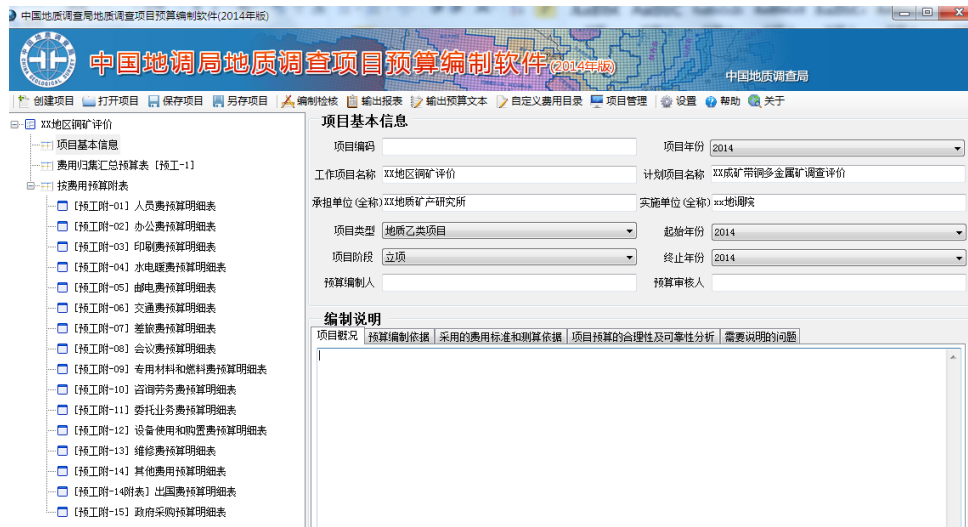 中国地质调查局地质调查项目预算编制软件(2014年版)
中国地调局地质调查项目预算编制软件(2014年版)
中国地质调查局
创建项目 打开项目 保存项目 另存项目 编制检核 输出报表 输出预算文本 自定义费用目录 项目管理 设置 帮助 关于
XX地区铜矿评价
项目基本信息
费用归集汇总预算表 [预工-1]
按费用预算附表
[预工附-01] 人员费预算明细表
[预工附-02] 办公费预算明细表
[预工附-03] 印刷费预算明细表
[预工附-04] 水电暖费预算明细表
[预工附-05] 邮电费预算明细表
[预工附-06] 交通费预算明细表
[预工附-07] 差旅费预算明细表
[预工附-08] 会议费预算明细表
[预工附-09] 专用材料和燃料费预算明细表
[预工附-10] 咨询劳务费预算明细表
[预工附-11] 委托业务费预算明细表
[预工附-12] 设备使用和购置费预算明细表
[预工附-13] 维修费预算明细表
[预工附-14] 其他费用预算明细表
[预工附-14附表] 出国费预算明细表
[预工附-15] 政府采购预算明细表
项目基本信息
项目编码 项目年份 2014
工作项目名称 XX地区铜矿评价 计划项目名称 XX成矿带铜多金属矿调查评价
承担单位(全称) XX地质矿产研究所 实施单位(全称) xx地调院
项目类型 地质乙类项目 起始年份 2014
项目阶段 立项 终止年份 2014
预算编制人 预算审核人
编制说明
项目概况 预算编制依据 采用的费用标准和测算依据 项目预算的合理性及可靠性分析 需要说明的问题